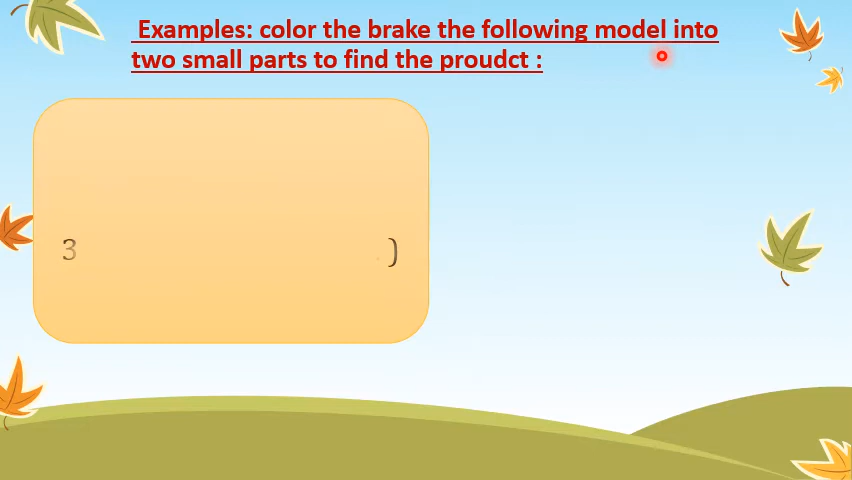 Examples: color the brake the following model into
two small parts to find the proudct :
3 )